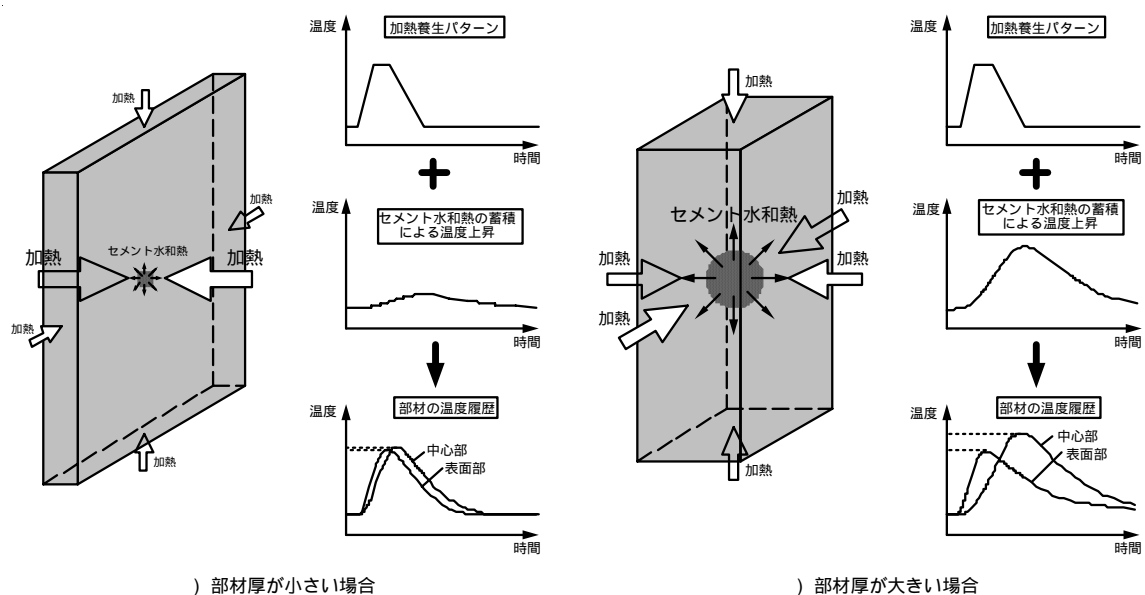 温度
加熱養生パターン
時間
加熱
加熱
加熱
セメント水和熱
加熱
加熱
加熱
温度
セメント水和熱の蓄積
による温度上昇
時間
温度
部材の温度履歴
中心部
表面部
時間
)部材厚が小さい場合
温度
加熱養生パターン
時間
加熱
加熱
セメント水和熱
加熱
加熱
加熱
加熱
温度
セメント水和熱の蓄積
による温度上昇
時間
温度
部材の温度履歴
中心部
表面部
時間
)部材厚が大きい場合